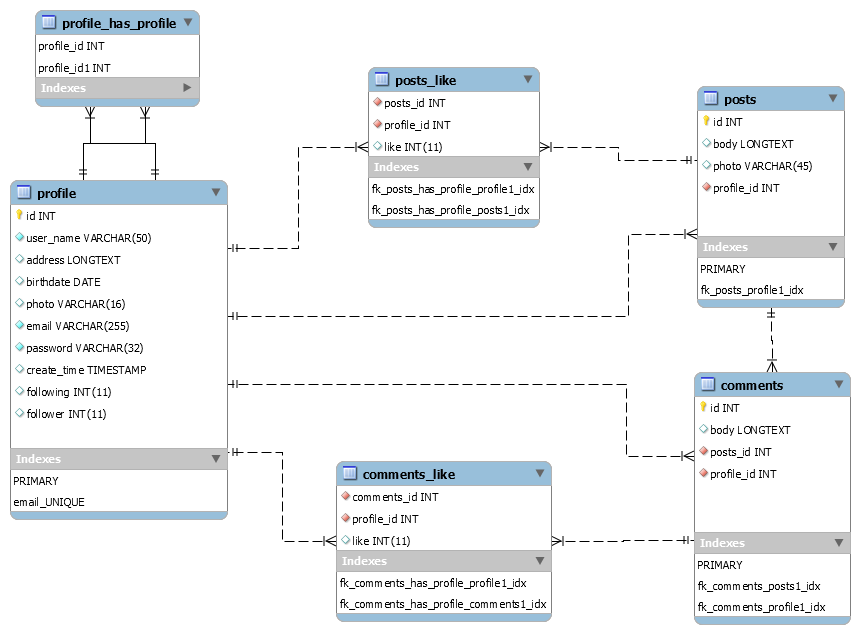 profile_has_profile
profile_id INT
profile_id1 INT
Indexes
posts_like
posts_id INT
profile_id INT
like INT(11)
Indexes
fk_posts_has_profile_profile1_idx
fk_posts_has_profile_posts1_idx
posts
id INT
body LONGTEXT
photo VARCHAR(45)
profile_id INT
Indexes
PRIMARY
fk_posts_profile1_idx
profile
id INT
user_name VARCHAR(50)
address LONGTEXT
birthdate DATE
photo VARCHAR(16)
email VARCHAR(255)
password VARCHAR(32)
create_time TIMESTAMP
following INT(11)
follower INT(11)
Indexes
PRIMARY
email_UNIQUE
comments_like
comments_id INT
profile_id INT
like INT(11)
Indexes
fk_comments_has_profile_profile1_idx
fk_comments_has_profile_comments1_idx
comments
id INT
body LONGTEXT
posts_id INT
profile_id INT
Indexes
PRIMARY
fk_comments_posts1_idx
fk_comments_profile1_idx